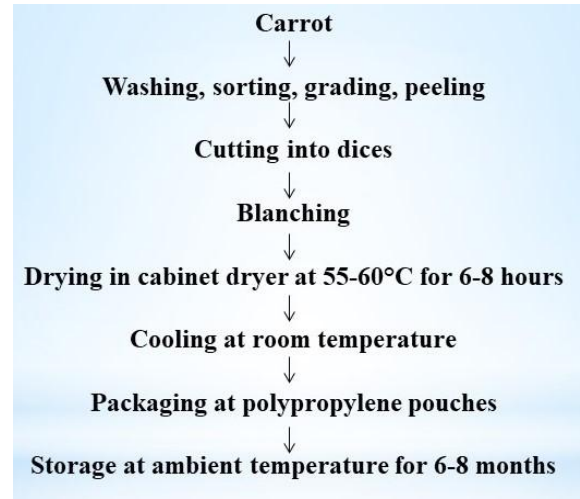 Carrot
Washing, sorting, grading, peeling
Cutting into dices
Blanching
Drying in cabinet dryer at 55-60°C for 6-8 hours
Cooling at room temperature
Packaging at polypropylene pouches
Storage at ambient temperature for 6-8 months